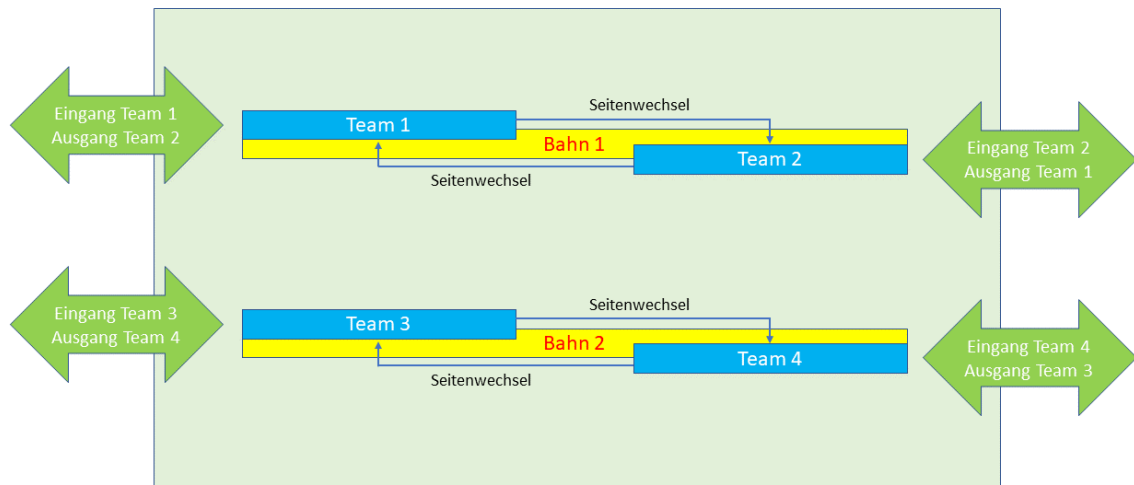 Eingang Team 1
Ausgang Team 2
Seitenwechsel
Team 1
Bahn 1
Team 2
Seitenwechsel
Eingang Team 2
Ausgang Team 1
Eingang Team 3
Ausgang Team 4
Seitenwechsel
Team 3
Bahn 2
Team 4
Seitenwechsel
Eingang Team 4
Ausgang Team 3